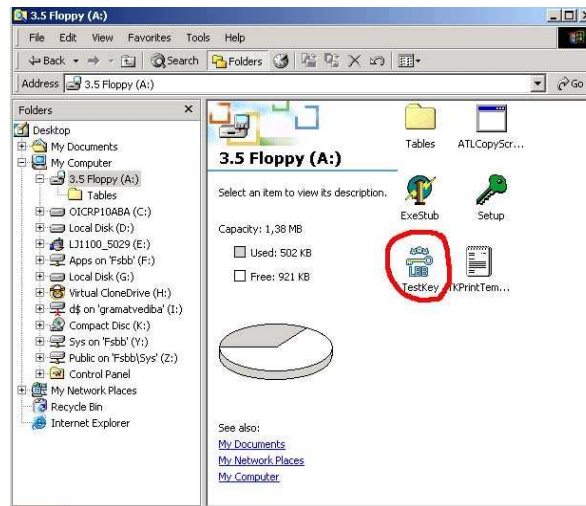 3.5 Floppy (A:)
File Edit View Favorites Tools Help
Back Search Folders
Address 3.5 Floppy (A:) Go
Folders
Desktop
My Documents
My Computer
3.5 Floppy (A:)
Tables
OICRP10ABA (C:)
Local Disk (D:)
LJ1100_5029 (E:)
Apps on 'Fsbb' (F:)
Local Disk (G:)
Virtual CloneDrive (H:)
d$ on 'gramatvediba' (I:)
Compact Disc (K:)
Sys on 'Fsbb' (Y:)
Public on 'Fsbb\Sys' (Z:)
Control Panel
My Network Places
Recycle Bin
Internet Explorer
3.5 Floppy (A:)
Select an item to view its description.
Capacity: 1,38 MB
Used: 502 KB
Free: 921 KB
See also:
My Documents
My Network Places
My Computer
Tables ATLCopyScr...
ExeStub Setup
LBB
TestKey TKPrintTem...